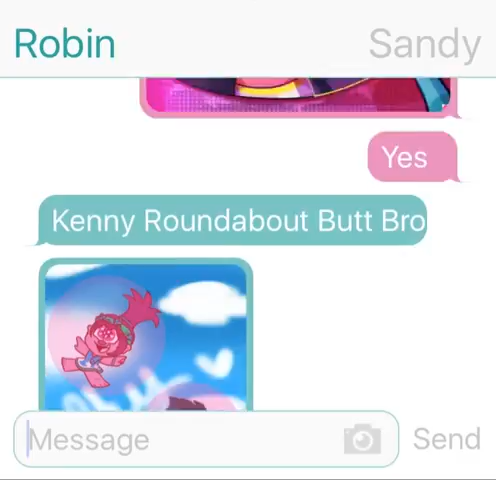 Robin
Sandy
Yes
Kenny Roundabout Butt Bro
Message
Send